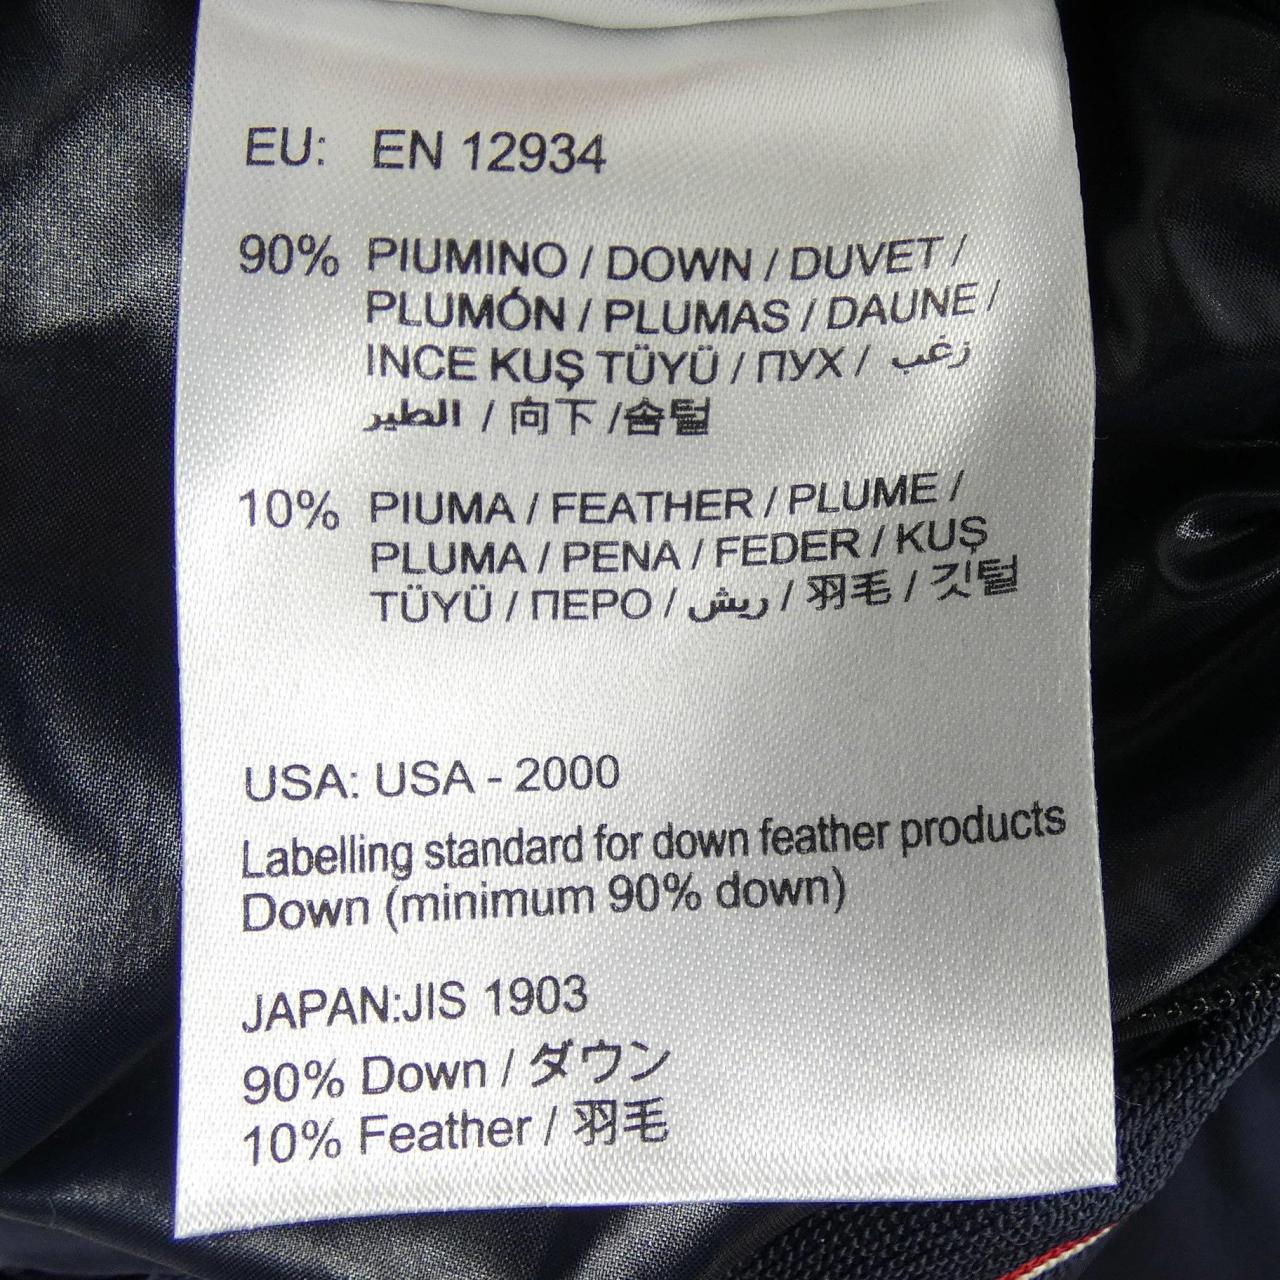 EU: EN 12934
90% PIUMINO / DOWN / DUVET /
PLUMÓN / PLUMAS / DAUNE /
INCE KUŞ TÜYÜ / ПУХ / زغب
الطير / 向下 /솜털
10% PIUMA / FEATHER / PLUME /
PLUMA / PENA / FEDER / KUŞ
TÜYÜ / ПЕРО / ريش / 羽毛 / 깃털
USA: USA - 2000
Labelling standard for down feather products
Down (minimum 90% down)
JAPAN:JIS 1903
90% Down / ダウン
10% Feather / 羽毛